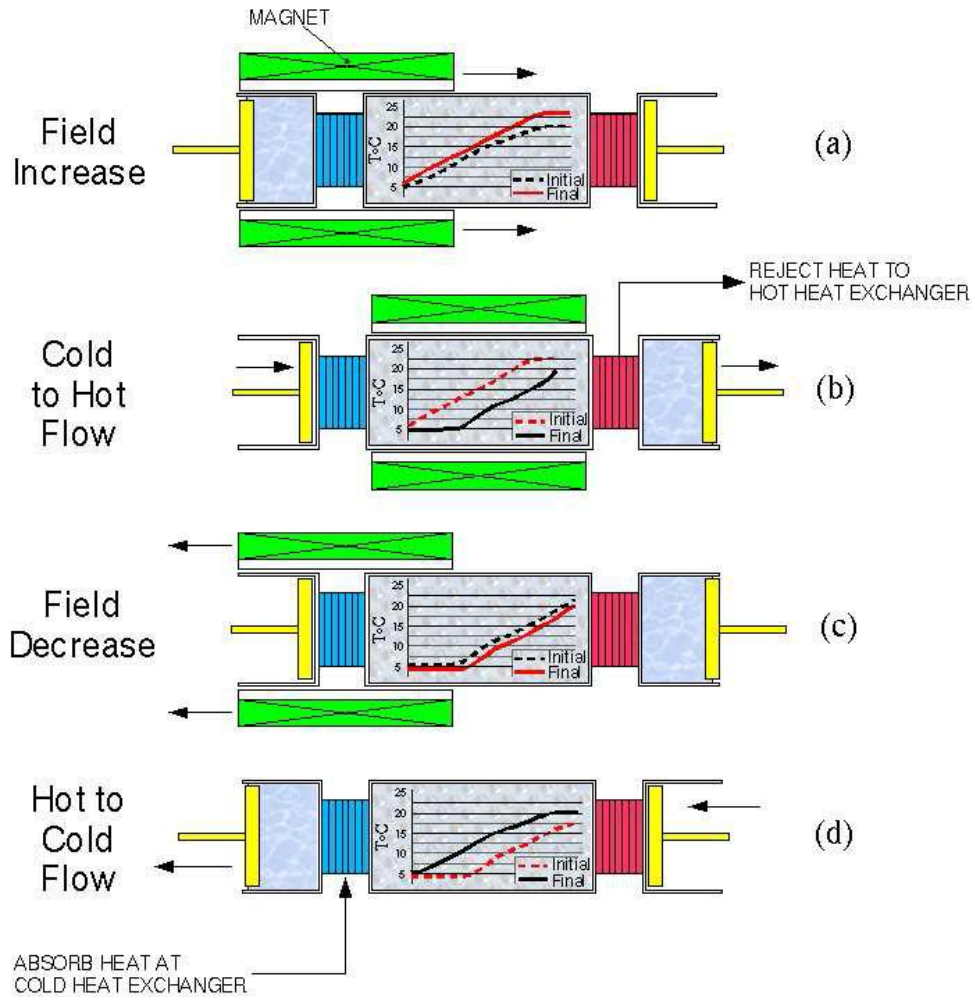 MAGNET
Field
Increase
25
20
15
10
5
T°C
Initial
Final
(a)
REJECT HEAT TO
HOT HEAT EXCHANGER
Cold
to Hot
Flow
25
20
15
10
5
T°C
Initial
Final
(b)
Field
Decrease
25
20
15
10
5
T°C
Initial
Final
(c)
Hot to
Cold
Flow
25
20
15
10
5
T°C
Initial
Final
(d)
ABSORB HEAT AT
COLD HEAT EXCHANGER